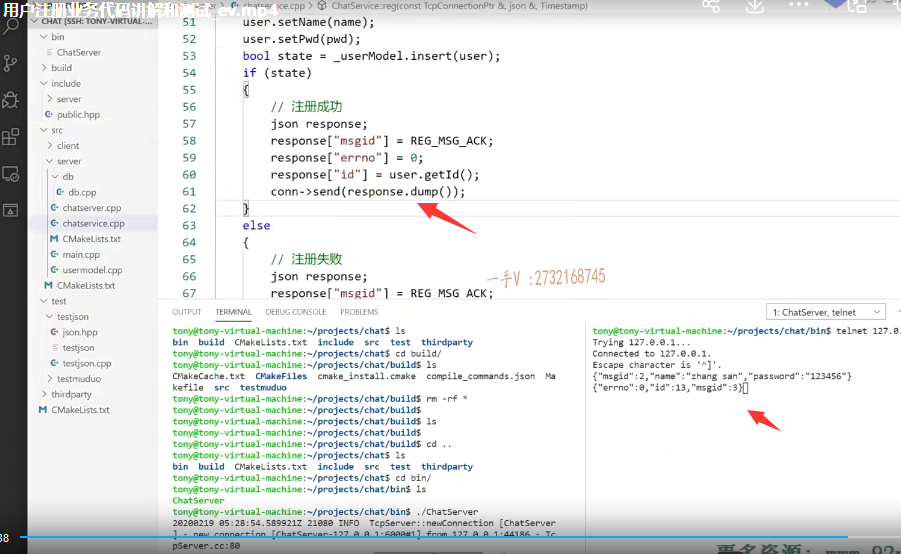 用户注册业务代码讲解和测试_ev.mp4
ChatService::reg(const TcpConnectionPtr &, json &, Timestamp)
CHAT [SSH: TONY-VIRTUAL-...
bin
ChatServer
build
include
server
public.hpp
src
client
server
db
db.cpp
chatserver.cpp
chatservice.cpp
CMakeLists.txt
main.cpp
usermodel.cpp
CMakeLists.txt
test
testjson
json.hpp
testjson
testjson.cpp
testmuduo
thirdparty
CMakeLists.txt
51 user.setName(name);
52 user.setPwd(pwd);
53 bool state = _userModel.insert(user);
54 if (state)
55 {
56 // 注册成功
57 json response;
58 response["msgid"] = REG_MSG_ACK;
59 response["errno"] = 0;
60 response["id"] = user.getId();
61 conn->send(response.dump());
62 }
63 else
64 {
65 // 注册失败
66 json response;
67 response["msgid"] = REG_MSG_ACK;
一手V :2732168745
OUTPUT TERMINAL DEBUG CONSOLE PROBLEMS
1: ChatServer, telnet
tony@tony-virtual-machine:~/projects/chat$ ls
bin build CMakeLists.txt include src test thirdparty
tony@tony-virtual-machine:~/projects/chat$ cd build/
tony@tony-virtual-machine:~/projects/chat/build$ ls
CMakeCache.txt CMakeFiles cmake_install.cmake compile_commands.json Ma
kefile src testmuduo
tony@tony-virtual-machine:~/projects/chat/build$ rm -rf *
tony@tony-virtual-machine:~/projects/chat/build$
tony@tony-virtual-machine:~/projects/chat/build$ ls
tony@tony-virtual-machine:~/projects/chat/build$
tony@tony-virtual-machine:~/projects/chat/build$ cd ..
tony@tony-virtual-machine:~/projects/chat$ ls
bin build CMakeLists.txt include src test thirdparty
tony@tony-virtual-machine:~/projects/chat$ cd bin/
tony@tony-virtual-machine:~/projects/chat/bin$ ls
ChatServer
tony@tony-virtual-machine:~/projects/chat/bin$ ./ChatServer
20200219 05:28:54.589921Z 21080 INFO TcpServer::newConnection [ChatServer
] - new connection [ChatServer-127.0.0.1:6000#1] from 127.0.0.1:44186 - Tc
pServer.cc:80
tony@tony-virtual-machine:~/projects/chat/bin$ telnet 127.0.
Trying 127.0.0.1...
Connected to 127.0.0.1.
Escape character is '^]'.
{"msgid":2,"name":"zhang san","password":"123456"}
{"errno":0,"id":13,"msgid":3}
38